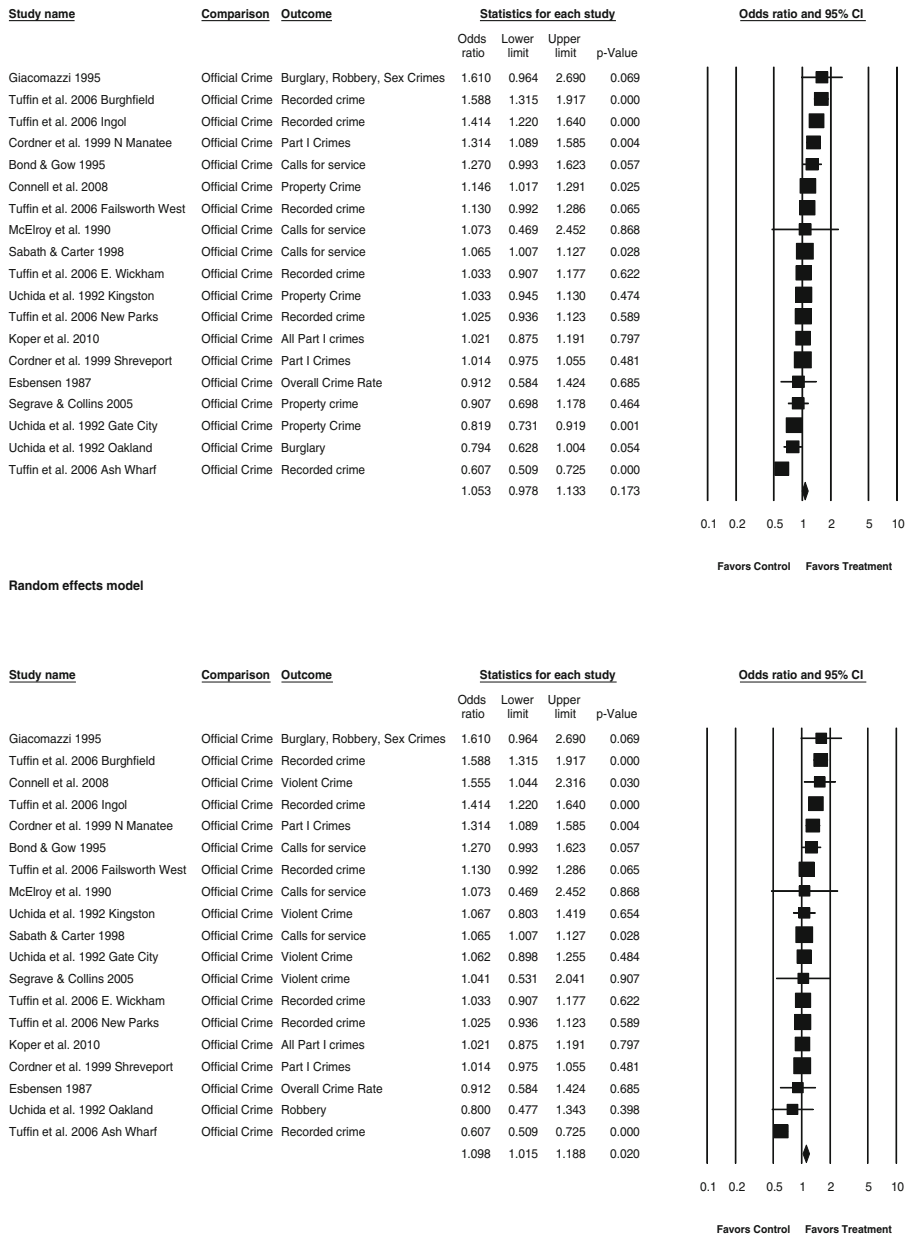 Study name Comparison Outcome Statistics for each study Odds ratio and 95% CI
Odds ratio Lower limit Upper limit p-Value
Giacomazzi 1995 Official Crime Burglary, Robbery, Sex Crimes 1.610 0.964 2.690 0.069
Tuffin et al. 2006 Burghfield Official Crime Recorded crime 1.588 1.315 1.917 0.000
Tuffin et al. 2006 Ingol Official Crime Recorded crime 1.414 1.220 1.640 0.000
Cordner et al. 1999 N Manatee Official Crime Part I Crimes 1.314 1.089 1.585 0.004
Bond & Gow 1995 Official Crime Calls for service 1.270 0.993 1.623 0.057
Connell et al. 2008 Official Crime Property Crime 1.146 1.017 1.291 0.025
Tuffin et al. 2006 Failsworth West Official Crime Recorded crime 1.130 0.992 1.286 0.065
McElroy et al. 1990 Official Crime Calls for service 1.073 0.469 2.452 0.868
Sabath & Carter 1998 Official Crime Calls for service 1.065 1.007 1.127 0.028
Tuffin et al. 2006 E. Wickham Official Crime Recorded crime 1.033 0.907 1.177 0.622
Uchida et al. 1992 Kingston Official Crime Property Crime 1.033 0.945 1.130 0.474
Tuffin et al. 2006 New Parks Official Crime Recorded crime 1.025 0.936 1.123 0.589
Koper et al. 2010 Official Crime All Part I crimes 1.021 0.875 1.191 0.797
Cordner et al. 1999 Shreveport Official Crime Part I Crimes 1.014 0.975 1.055 0.481
Esbensen 1987 Official Crime Overall Crime Rate 0.912 0.584 1.424 0.685
Segrave & Collins 2005 Official Crime Property crime 0.907 0.698 1.178 0.464
Uchida et al. 1992 Gate City Official Crime Property Crime 0.819 0.731 0.919 0.001
Uchida et al. 1992 Oakland Official Crime Burglary 0.794 0.628 1.004 0.054
Tuffin et al. 2006 Ash Wharf Official Crime Recorded crime 0.607 0.509 0.725 0.000
1.053 0.978 1.133 0.173
0.1 0.2 0.5 1 2 5 10
Favors Control Favors Treatment
Random effects model
Study name Comparison Outcome Statistics for each study Odds ratio and 95% CI
Odds ratio Lower limit Upper limit p-Value
Giacomazzi 1995 Official Crime Burglary, Robbery, Sex Crimes 1.610 0.964 2.690 0.069
Tuffin et al. 2006 Burghfield Official Crime Recorded crime 1.588 1.315 1.917 0.000
Connell et al. 2008 Official Crime Violent Crime 1.555 1.044 2.316 0.030
Tuffin et al. 2006 Ingol Official Crime Recorded crime 1.414 1.220 1.640 0.000
Cordner et al. 1999 N Manatee Official Crime Part I Crimes 1.314 1.089 1.585 0.004
Bond & Gow 1995 Official Crime Calls for service 1.270 0.993 1.623 0.057
Tuffin et al. 2006 Failsworth West Official Crime Recorded crime 1.130 0.992 1.286 0.065
McElroy et al. 1990 Official Crime Calls for service 1.073 0.469 2.452 0.868
Uchida et al. 1992 Kingston Official Crime Violent Crime 1.067 0.803 1.419 0.654
Sabath & Carter 1998 Official Crime Calls for service 1.065 1.007 1.127 0.028
Uchida et al. 1992 Gate City Official Crime Violent Crime 1.062 0.898 1.255 0.484
Segrave & Collins 2005 Official Crime Violent crime 1.041 0.531 2.041 0.907
Tuffin et al. 2006 E. Wickham Official Crime Recorded crime 1.033 0.907 1.177 0.622
Tuffin et al. 2006 New Parks Official Crime Recorded crime 1.025 0.936 1.123 0.589
Koper et al. 2010 Official Crime All Part I crimes 1.021 0.875 1.191 0.797
Cordner et al. 1999 Shreveport Official Crime Part I Crimes 1.014 0.975 1.055 0.481
Esbensen 1987 Official Crime Overall Crime Rate 0.912 0.584 1.424 0.685
Uchida et al. 1992 Oakland Official Crime Robbery 0.800 0.477 1.343 0.398
Tuffin et al. 2006 Ash Wharf Official Crime Recorded crime 0.607 0.509 0.725 0.000
1.098 1.015 1.188 0.020
0.1 0.2 0.5 1 2 5 10
Favors Control Favors Treatment